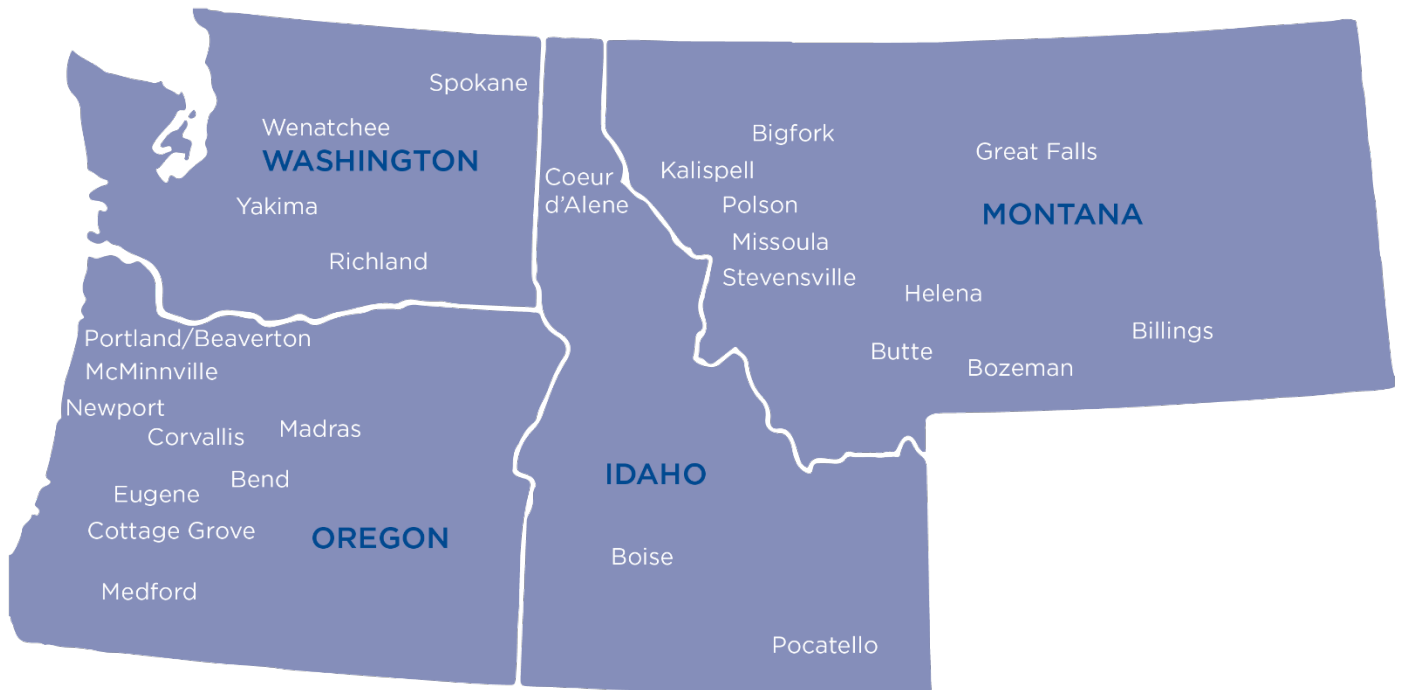 Spokane
Wenatchee
WASHINGTON
Yakima
Richland
Coeur
d’Alene
Bigfork
Great Falls
Kalispell
Polson
MONTANA
Missoula
Stevensville
Helena
Billings
Butte
Bozeman
Portland/Beaverton
McMinnville
Newport
Madras
Corvallis
Bend
Eugene
Cottage Grove
OREGON
Medford
IDAHO
Boise
Pocatello